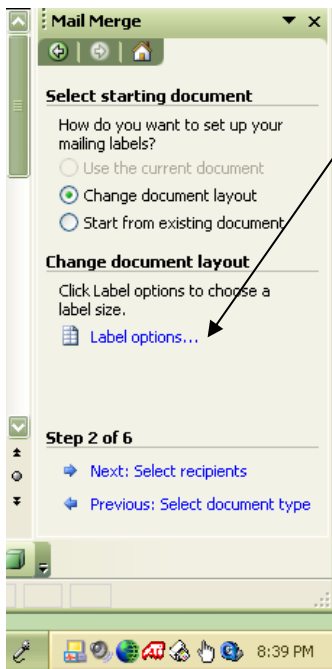 Mail Merge
Select starting document
How do you want to set up your
mailing labels?
Use the current document
Change document layout
Start from existing document
Change document layout
Click Label options to choose a
label size.
Label options...
Step 2 of 6
Next: Select recipients
Previous: Select document type
8:39 PM